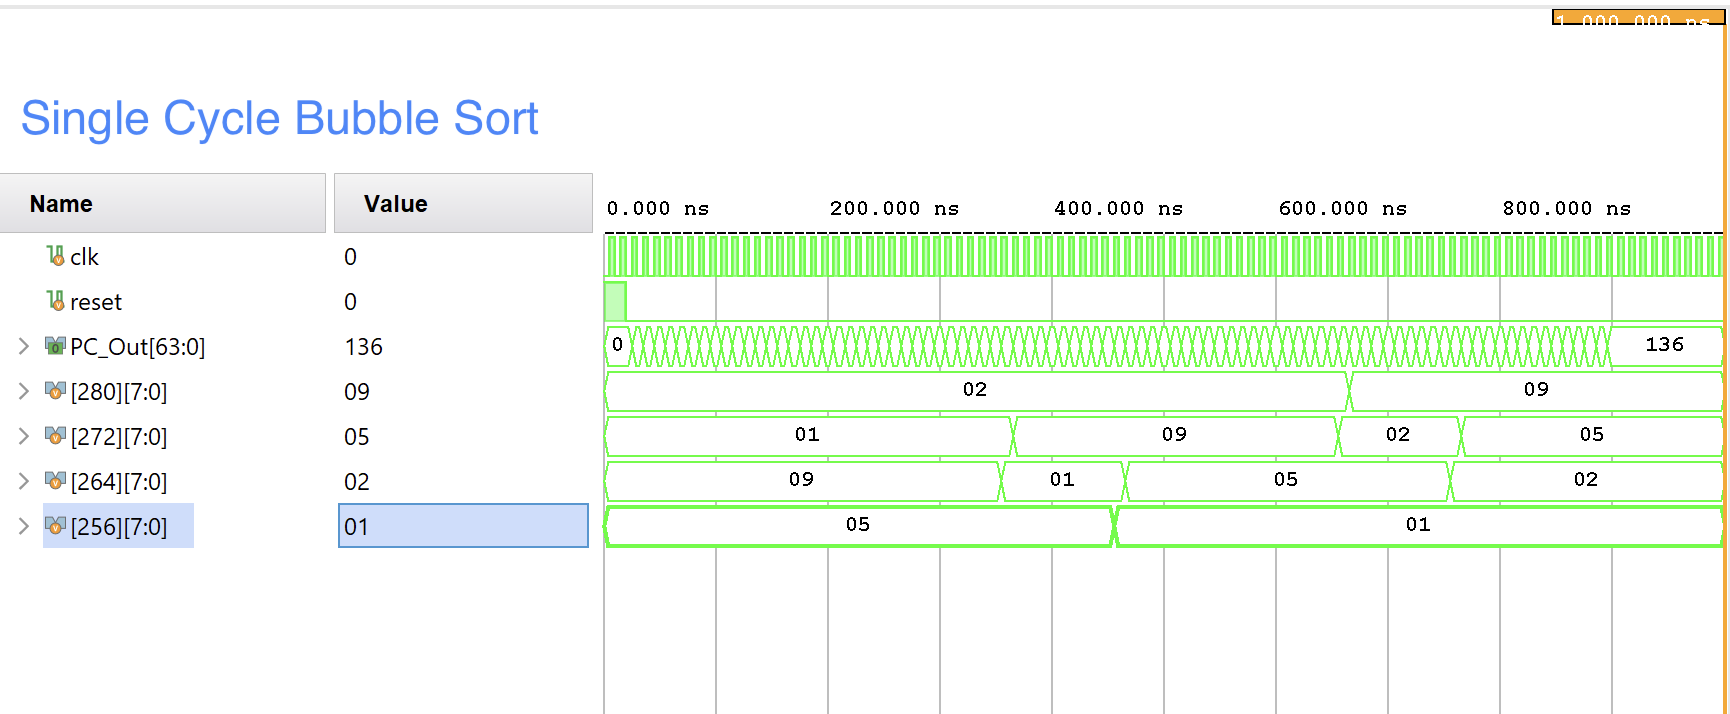 1,000.000 ns
Single Cycle Bubble Sort
Name Value 0.000 ns 200.000 ns 400.000 ns 600.000 ns 800.000 ns
clk 0
reset 0
PC_Out[63:0] 136 0 136
[280][7:0] 09 02 09
[272][7:0] 05 01 09 02 05
[264][7:0] 02 09 01 05 02
[256][7:0] 01 05 01